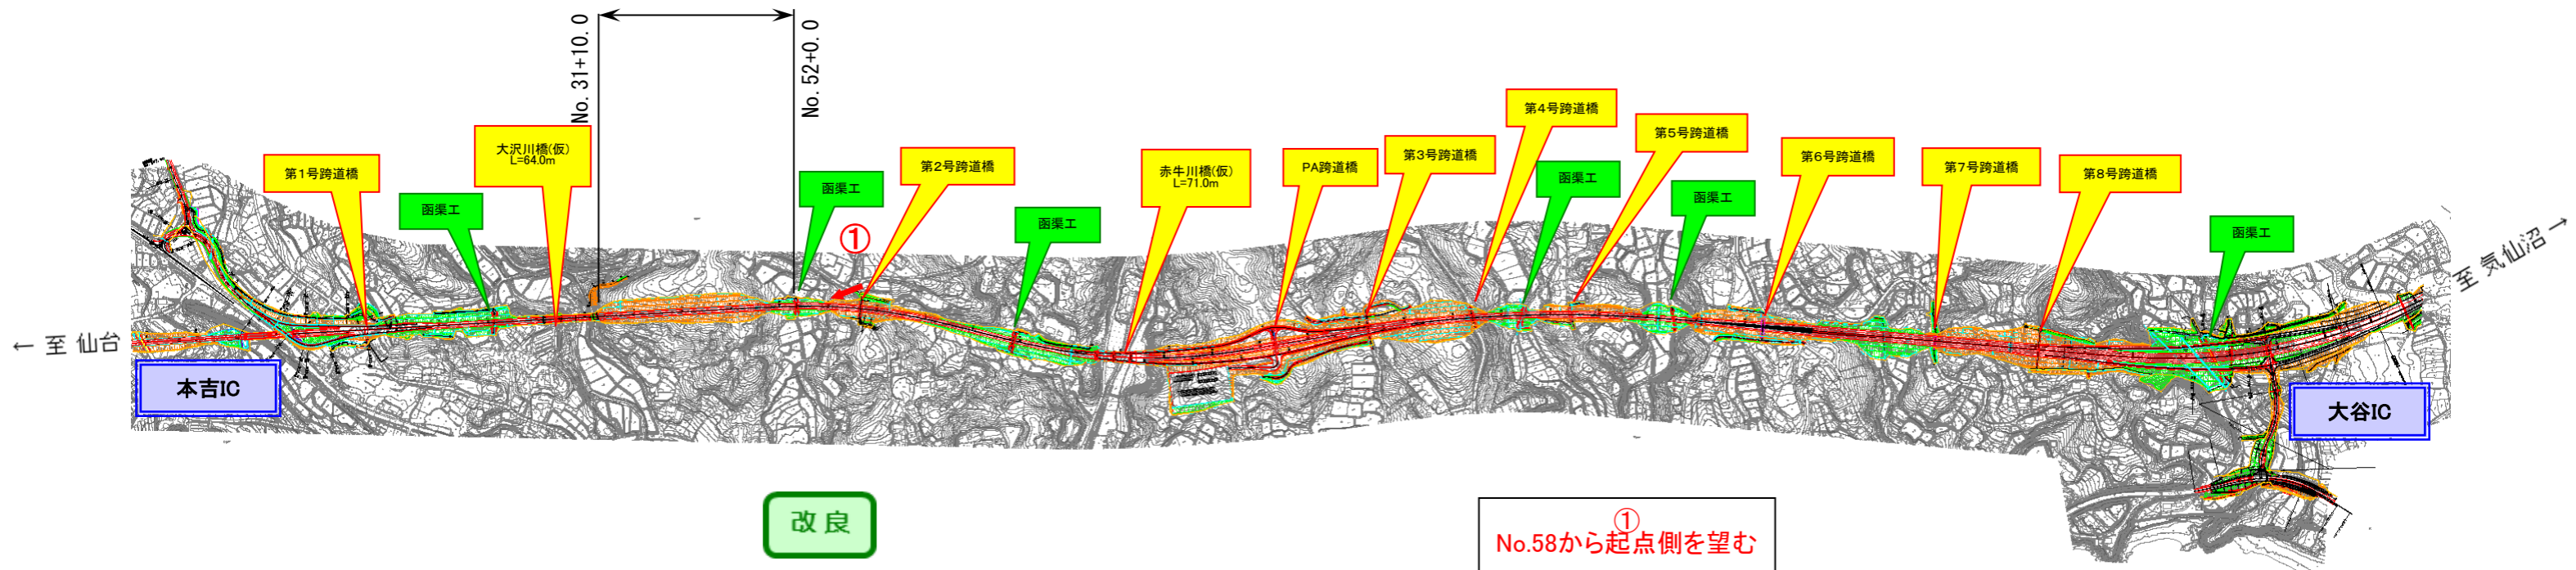 No. 31+10. 0
No. 52+0. 0
第1号跨道橋
函渠工
大沢川橋(仮)
L=64.0m
函渠工
第2号跨道橋
函渠工
赤牛川橋(仮)
L=71.0m
PA跨道橋
第3号跨道橋
第4号跨道橋
函渠工
第5号跨道橋
函渠工
第6号跨道橋
第7号跨道橋
第8号跨道橋
函渠工
①
← 至 仙台
至 気仙沼 →
本吉IC
大谷IC
改 良
①
No.58から起点側を望む